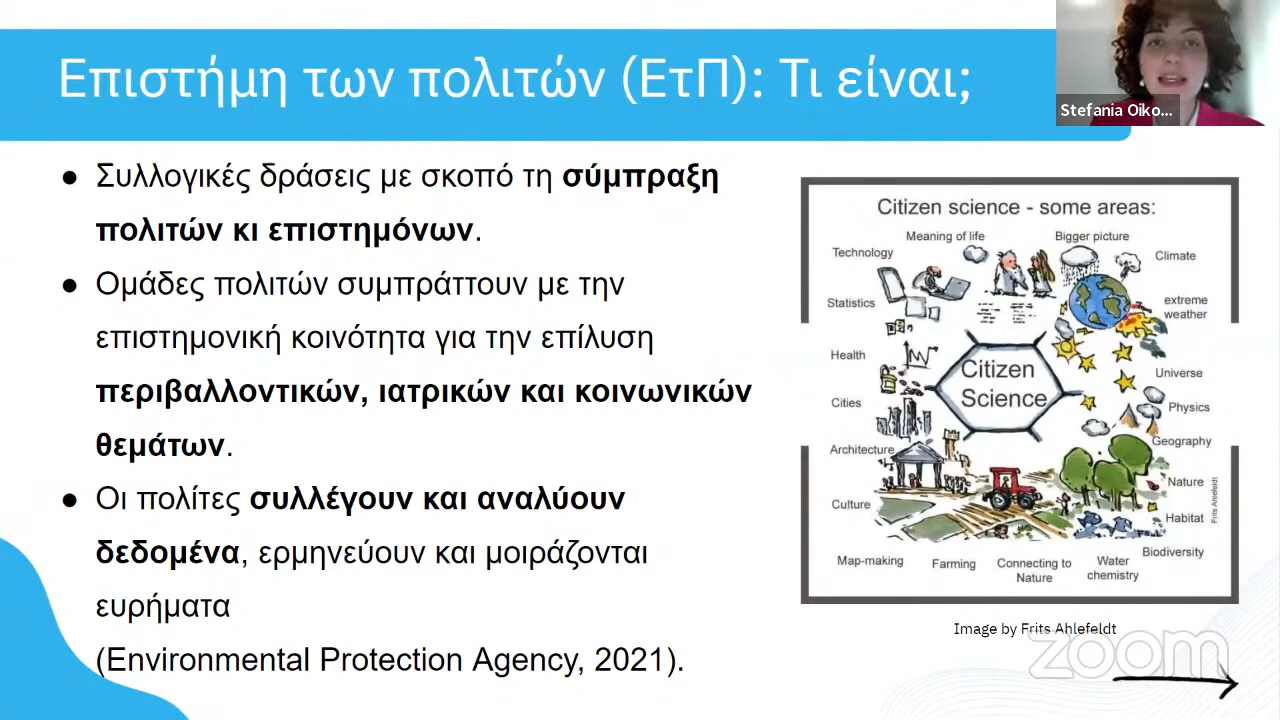 Επιστήμη των πολιτών (ΕτΠ): Τι είναι;
Stefania Oiko...
● Συλλογικές δράσεις με σκοπό τη σύμπραξη
πολιτών κι επιστημόνων.
● Ομάδες πολιτών συμπράττουν με την
επιστημονική κοινότητα για την επίλυση
περιβαλλοντικών, ιατρικών και κοινωνικών
θεμάτων.
● Οι πολίτες συλλέγουν και αναλύουν
δεδομένα, ερμηνεύουν και μοιράζονται
ευρήματα
(Environmental Protection Agency, 2021).
Citizen science - some areas:
Meaning of life
Bigger picture
Technology
Climate
Statistics
extreme
weather
Health
Citizen
Science
Universe
Cities
Physics
Architecture
Geography
Nature
Culture
Habitat
Frits Ahlefeldt
Map-making
Farming
Connecting to
Nature
Water
chemistry
Biodiversity
Image by Frits Ahlefeldt
zoom